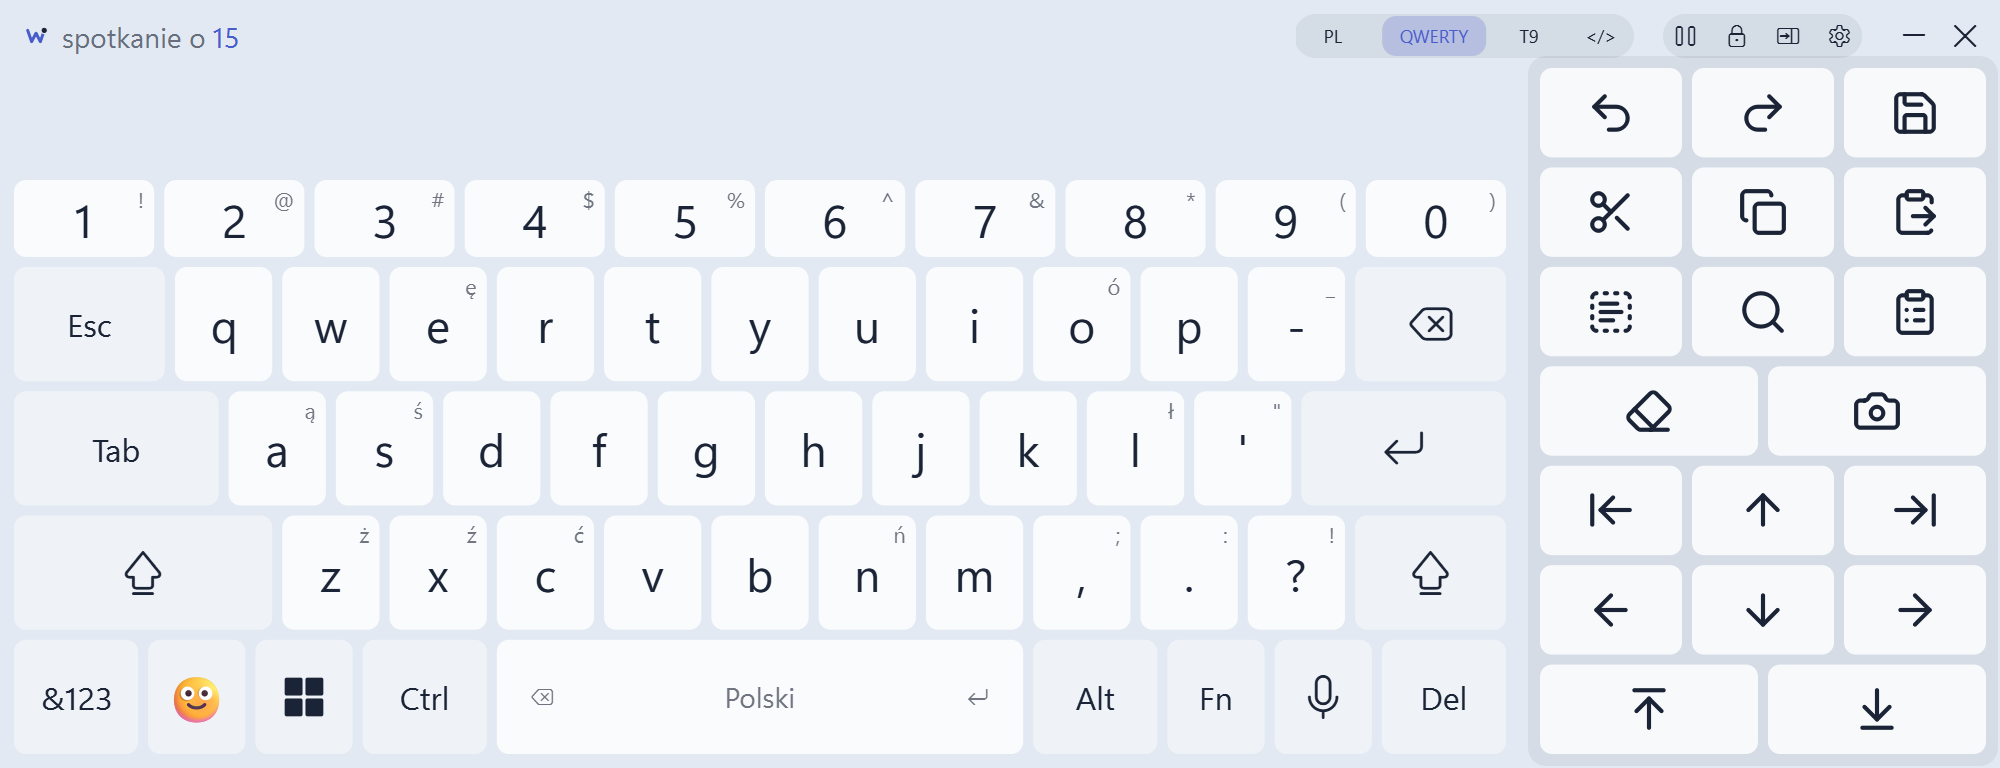 spotkanie o 15
PL QWERTY T9 </>
1 ! 2 @ 3 # 4 $ 5 % 6 ^ 7 & 8 * 9 ( 0 )
Esc q w e ę r t y u i o ó p - _
Tab a ą s ś d f g h j k l ł ' "
z ż x ź c ć v b n ń m , ; . : ? !
&123 Ctrl Polski Alt Fn Del